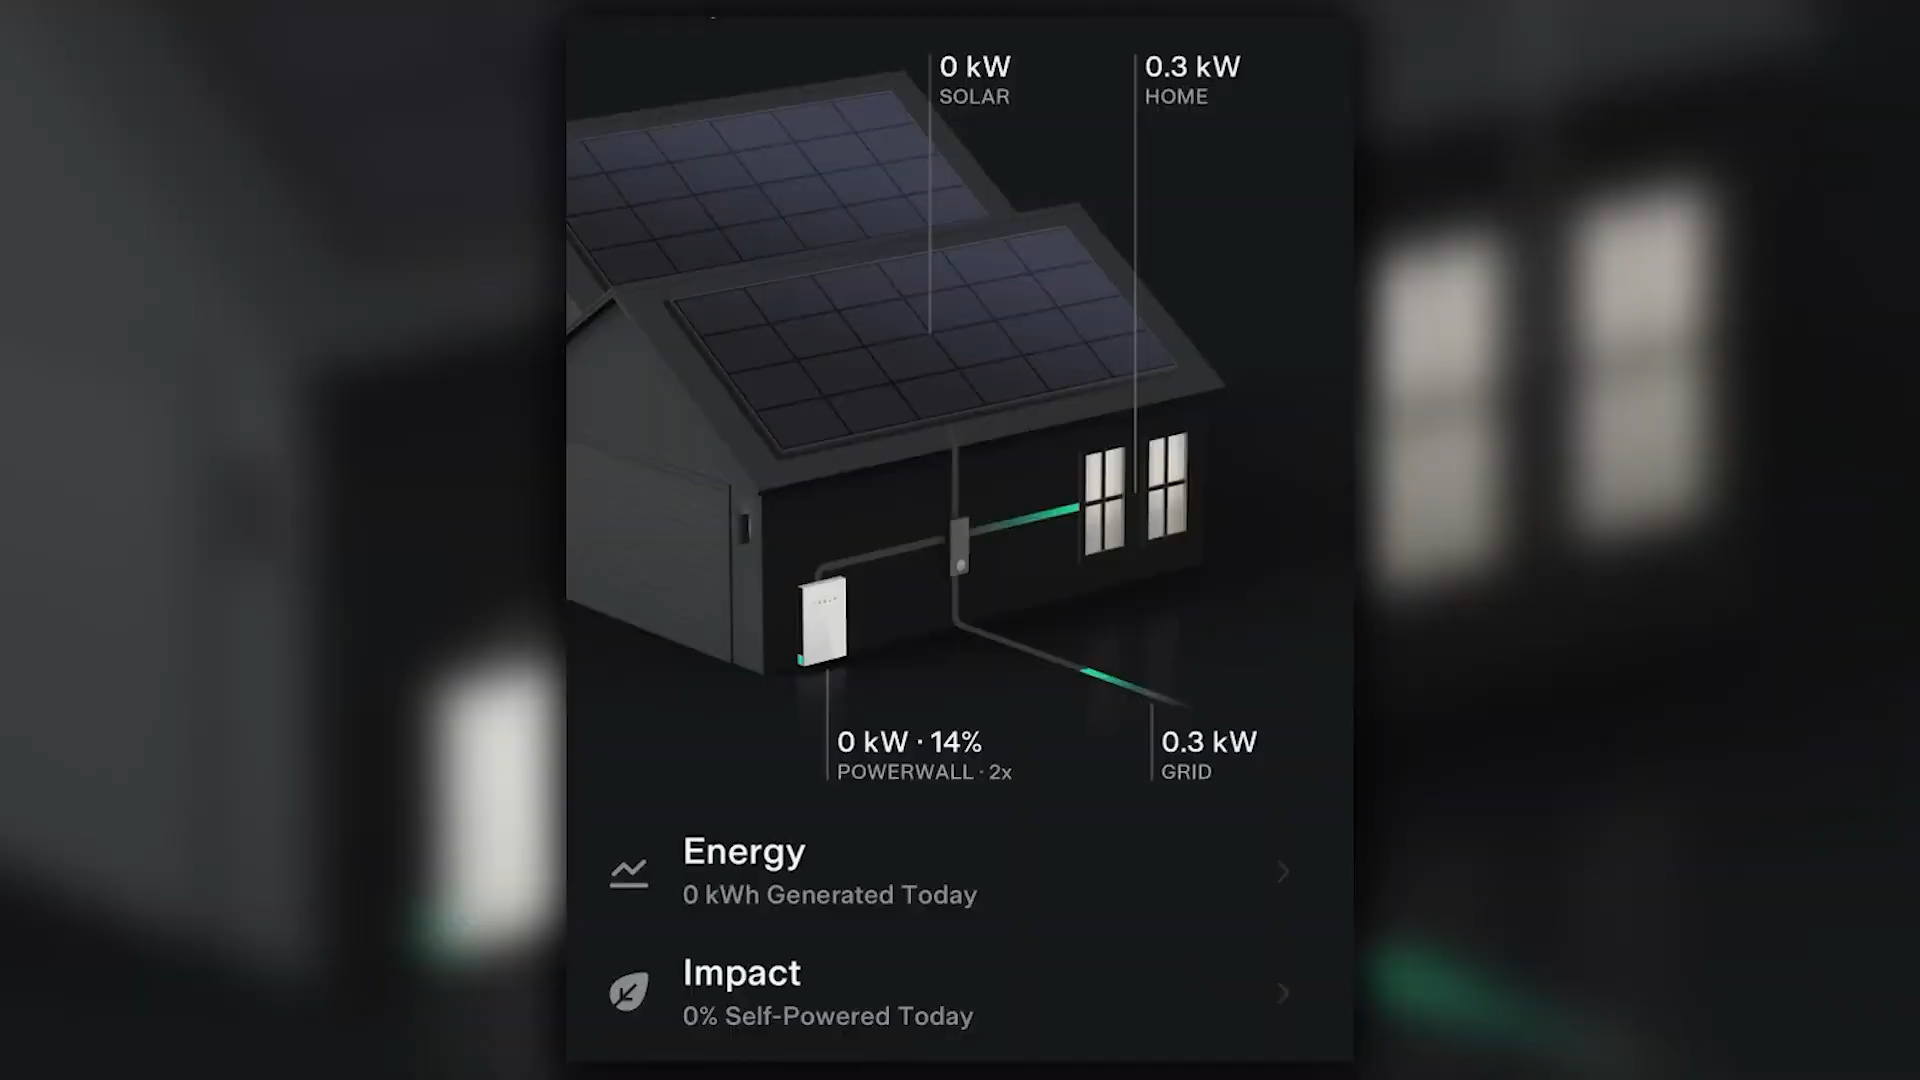 0 kW
SOLAR
0.3 kW
HOME
0 kW · 14%
POWERWALL · 2x
0.3 kW
GRID
Energy
0 kWh Generated Today
Impact
0% Self-Powered Today